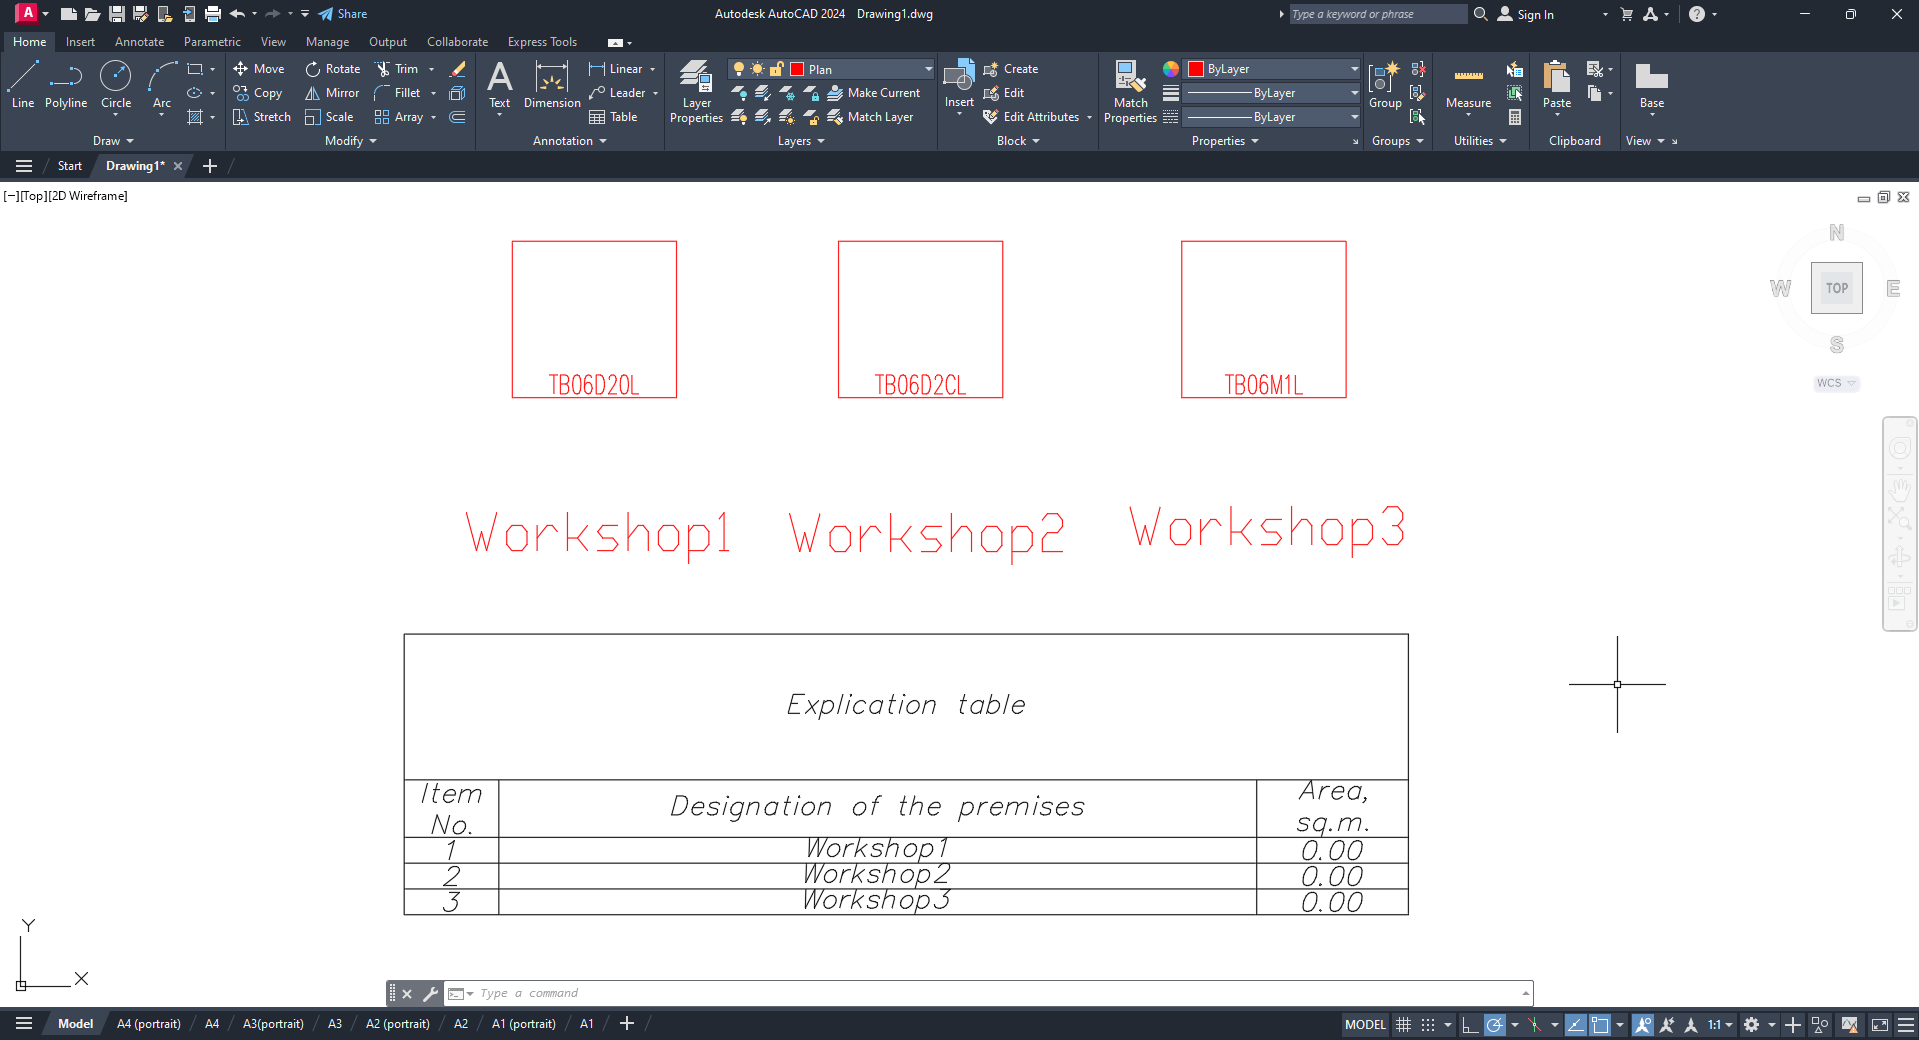 A Share Autodesk AutoCAD 2024 Drawing1.dwg Type a keyword or phrase Sign In
Home Insert Annotate Parametric View Manage Output Collaborate Express Tools
Line Polyline Circle Arc
Move Rotate Trim
Copy Mirror Fillet
Stretch Scale Array
Text Dimension
Linear
Leader
Table
Layer Properties
Plan
Make Current
Match Layer
Insert
Create
Edit
Edit Attributes
Match Properties
ByLayer
ByLayer
ByLayer
Group Measure Paste Base
Draw Modify Annotation Layers Block Properties Groups Utilities Clipboard View
Start Drawing1*
[−][Top][2D Wireframe]
N
W TOP E
S
WCS
TB06D20L TB06D2CL TB06M1L
Workshop1 Workshop2 Workshop3
Explication table
Item No. Designation of the premises Area, sq.m.
1 Workshop1 0.00
2 Workshop2 0.00
3 Workshop3 0.00
Y
X
Type a command
Model A4 (portrait) A4 A3(portrait) A3 A2 (portrait) A2 A1 (portrait) A1 MODEL 1:1